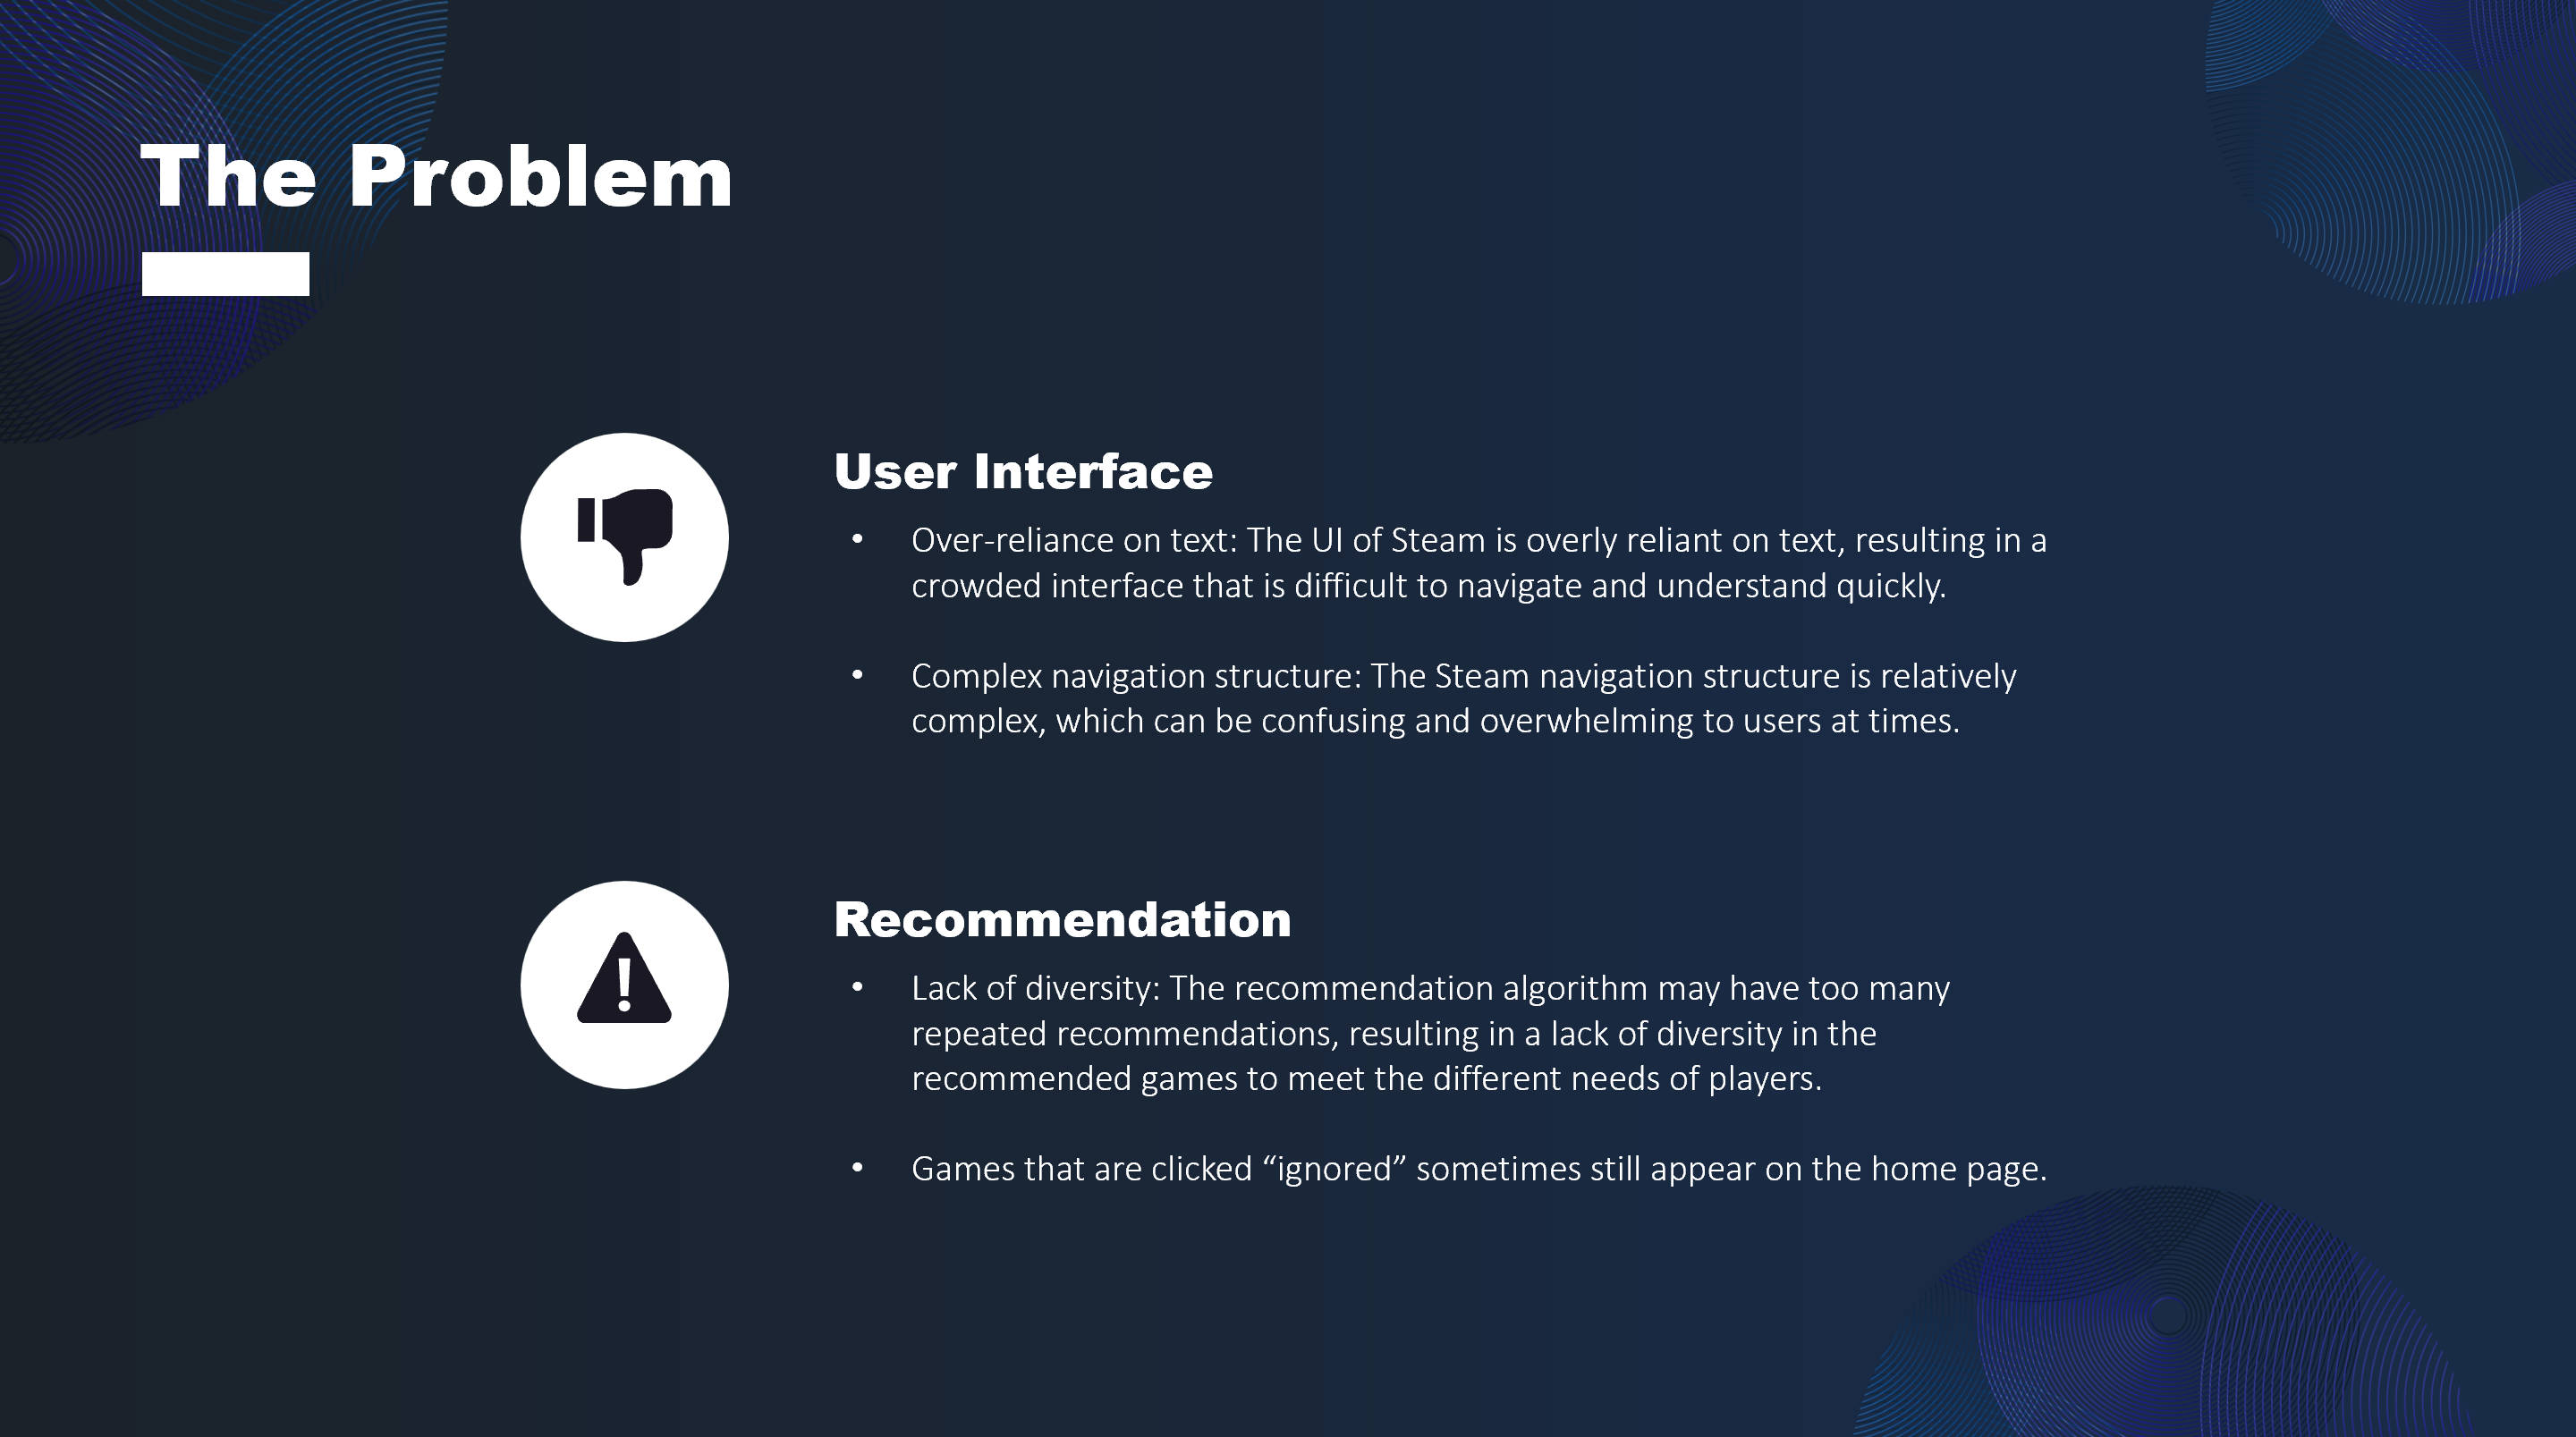 The Problem
User Interface
• Over-reliance on text: The UI of Steam is overly reliant on text, resulting in a
crowded interface that is difficult to navigate and understand quickly.
• Complex navigation structure: The Steam navigation structure is relatively
complex, which can be confusing and overwhelming to users at times.
Recommendation
• Lack of diversity: The recommendation algorithm may have too many
repeated recommendations, resulting in a lack of diversity in the
recommended games to meet the different needs of players.
• Games that are clicked “ignored” sometimes still appear on the home page.